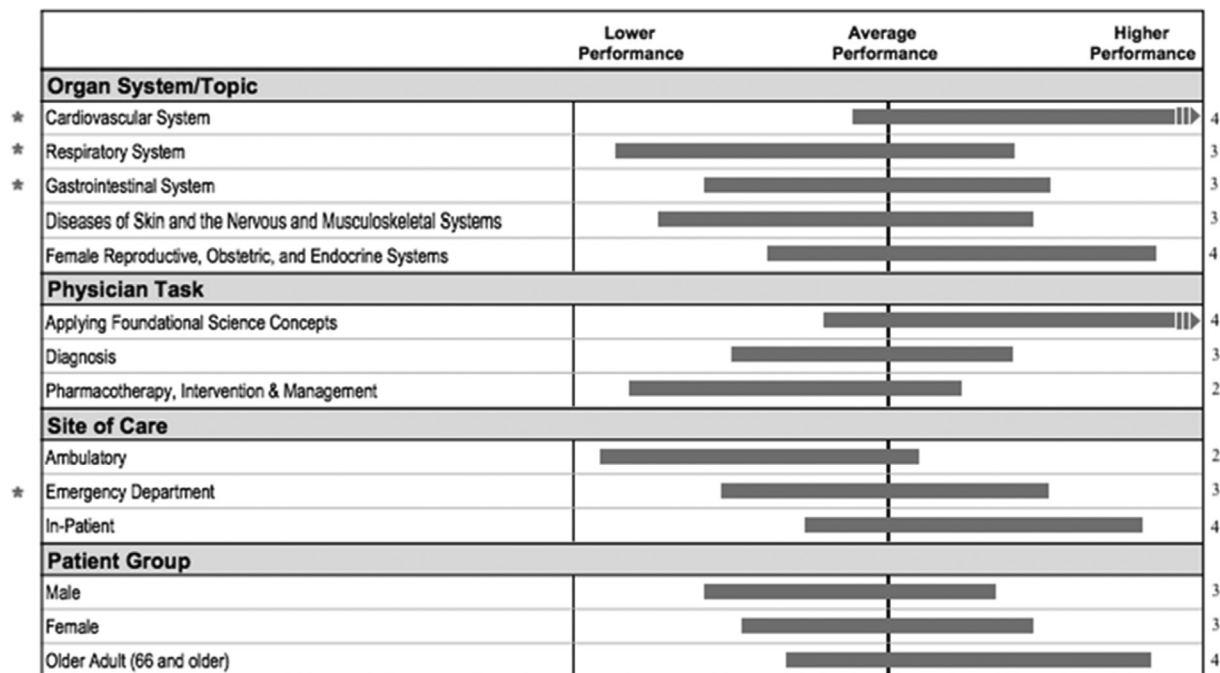 Lower Average Higher
Performance Performance Performance
Organ System/Topic
* Cardiovascular System 4
* Respiratory System 3
* Gastrointestinal System 3
Diseases of Skin and the Nervous and Musculoskeletal Systems 3
Female Reproductive, Obstetric, and Endocrine Systems 4
Physician Task
Applying Foundational Science Concepts 4
Diagnosis 3
Pharmacotherapy, Intervention & Management 2
Site of Care
Ambulatory 2
* Emergency Department 3
In-Patient 4
Patient Group
Male 3
Female 3
Older Adult (66 and older) 4